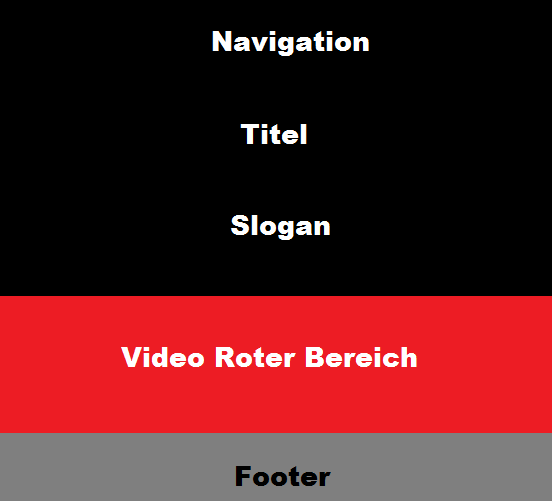 Navigation
Titel
Slogan
Video Roter Bereich
Footer